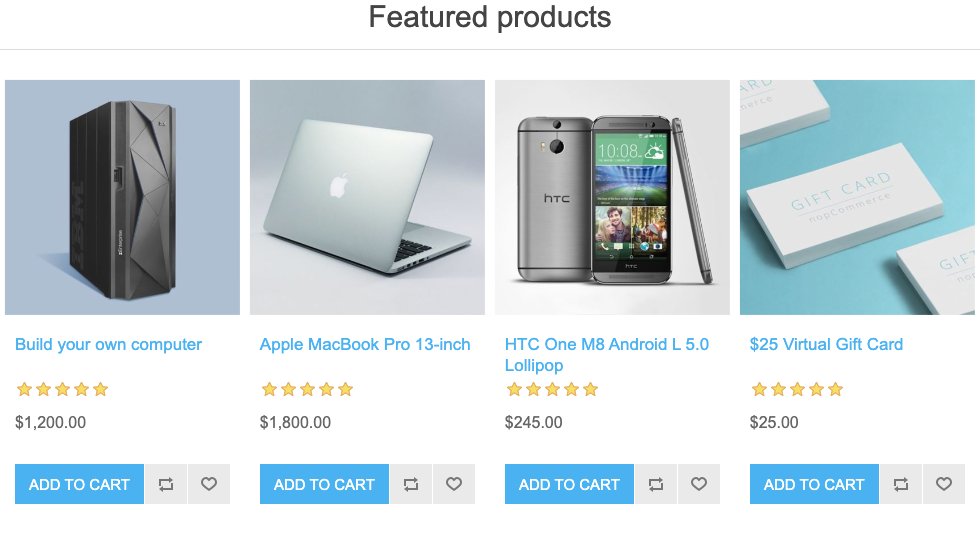 Featured products
IBM
hTC
10:08
hTC
GIFT CARD
nopCommerce
GIFT
Build your own computer
Apple MacBook Pro 13-inch
HTC One M8 Android L 5.0
Lollipop
$25 Virtual Gift Card
$1,200.00
$1,800.00
$245.00
$25.00
ADD TO CART
ADD TO CART
ADD TO CART
ADD TO CART